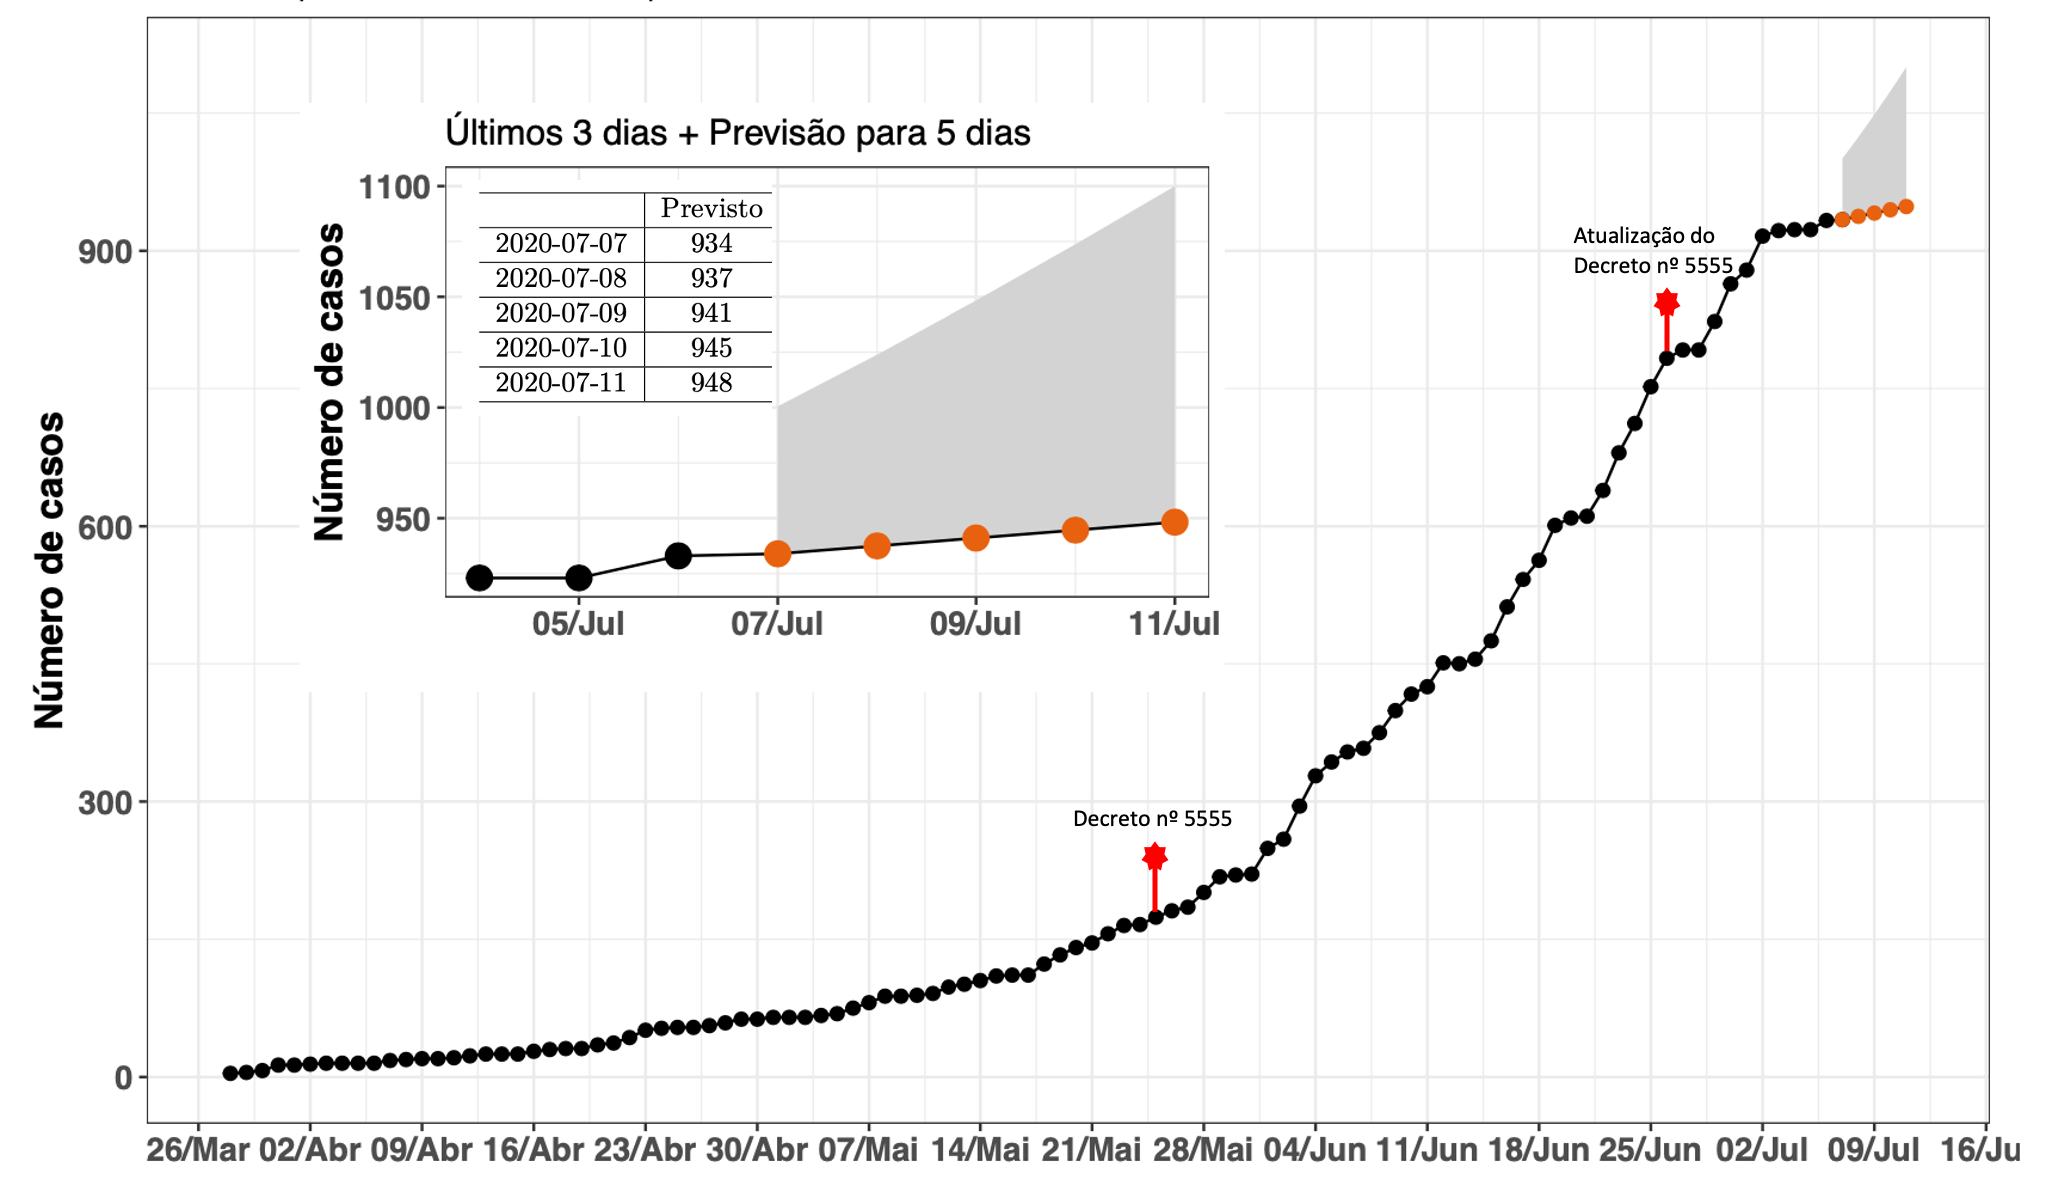 Número de casos
900
600
300
0
Últimos 3 dias + Previsão para 5 dias
Número de casos
1100
1050
1000
950
Previsto
2020-07-07 934
2020-07-08 937
2020-07-09 941
2020-07-10 945
2020-07-11 948
05/Jul 07/Jul 09/Jul 11/Jul
Atualização do
Decreto nº 5555
Decreto nº 5555
26/Mar 02/Abr 09/Abr 16/Abr 23/Abr 30/Abr 07/Mai 14/Mai 21/Mai 28/Mai 04/Jun 11/Jun 18/Jun 25/Jun 02/Jul 09/Jul 16/Ju